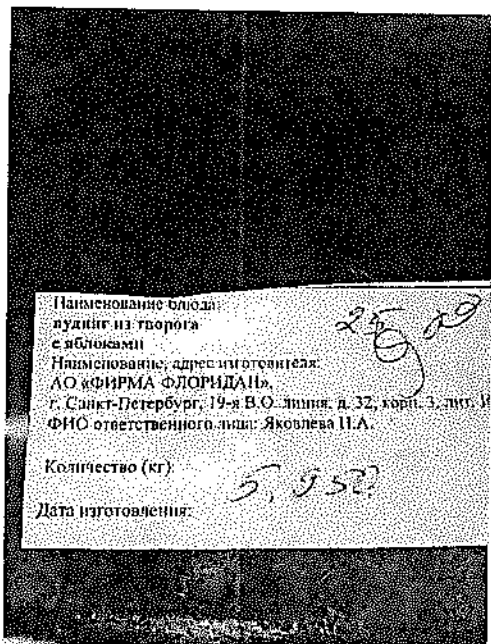 Наименование блюда:
пудинг из творога
с яблоками
Наименование, адрес изготовителя:
АО «ФИРМА ФЛОРИДАН»,
г. Санкт-Петербург, 19-я В.О. линия, д. 32, корп. 3, лит.
ФИО ответственного лица: Яковлева Н.А.
Количество (кг):
Дата изготовления: